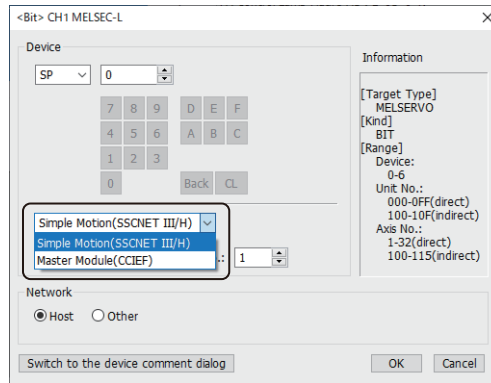 <Bit> CH1 MELSEC-L
Device
SP 0
7 8 9 D E F
4 5 6 A B C
1 2 3
0 Back CL
Simple Motion(SSCNET III/H)
Simple Motion(SSCNET III/H)
Master Module(CCIEF)
.: 1
Information
[Target Type]
MELSERVO
[Kind]
BIT
[Range]
Device:
0-6
Unit No.:
000-0FF(direct)
100-10F(indirect)
Axis No.:
1-32(direct)
100-115(indirect)
Network
Host Other
Switch to the device comment dialog
OK Cancel